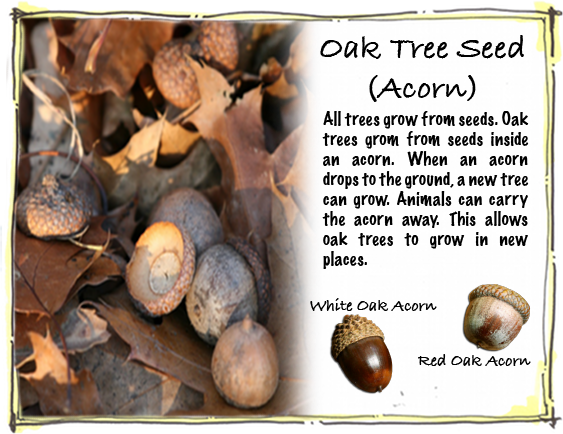 Oak Tree Seed
(Acorn)
All trees grow from seeds. Oak
trees grom from seeds inside
an acorn. When an acorn
drops to the ground, a new tree
can grow. Animals can carry
the acorn away. This allows
oak trees to grow in new
places.
White Oak Acorn
Red Oak Acorn